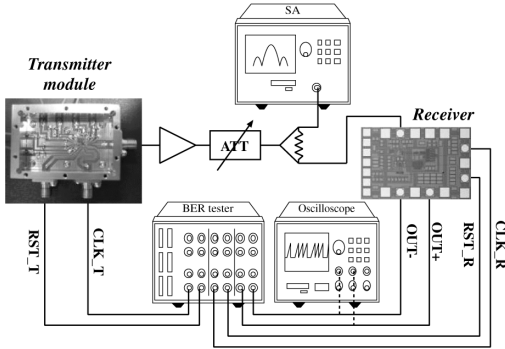 SA
Transmitter
module
Receiver
ATT
RST_T
CLK_T
BER tester
Oscilloscope
OUT-
OUT+
RST_R
CLK_R